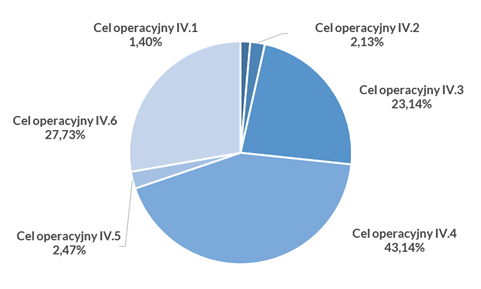 Cel operacyjny IV.1
1,40%
Cel operacyjny IV.2
2,13%
Cel operacyjny IV.3
23,14%
Cel operacyjny IV.4
43,14%
Cel operacyjny IV.5
2,47%
Cel operacyjny IV.6
27,73%